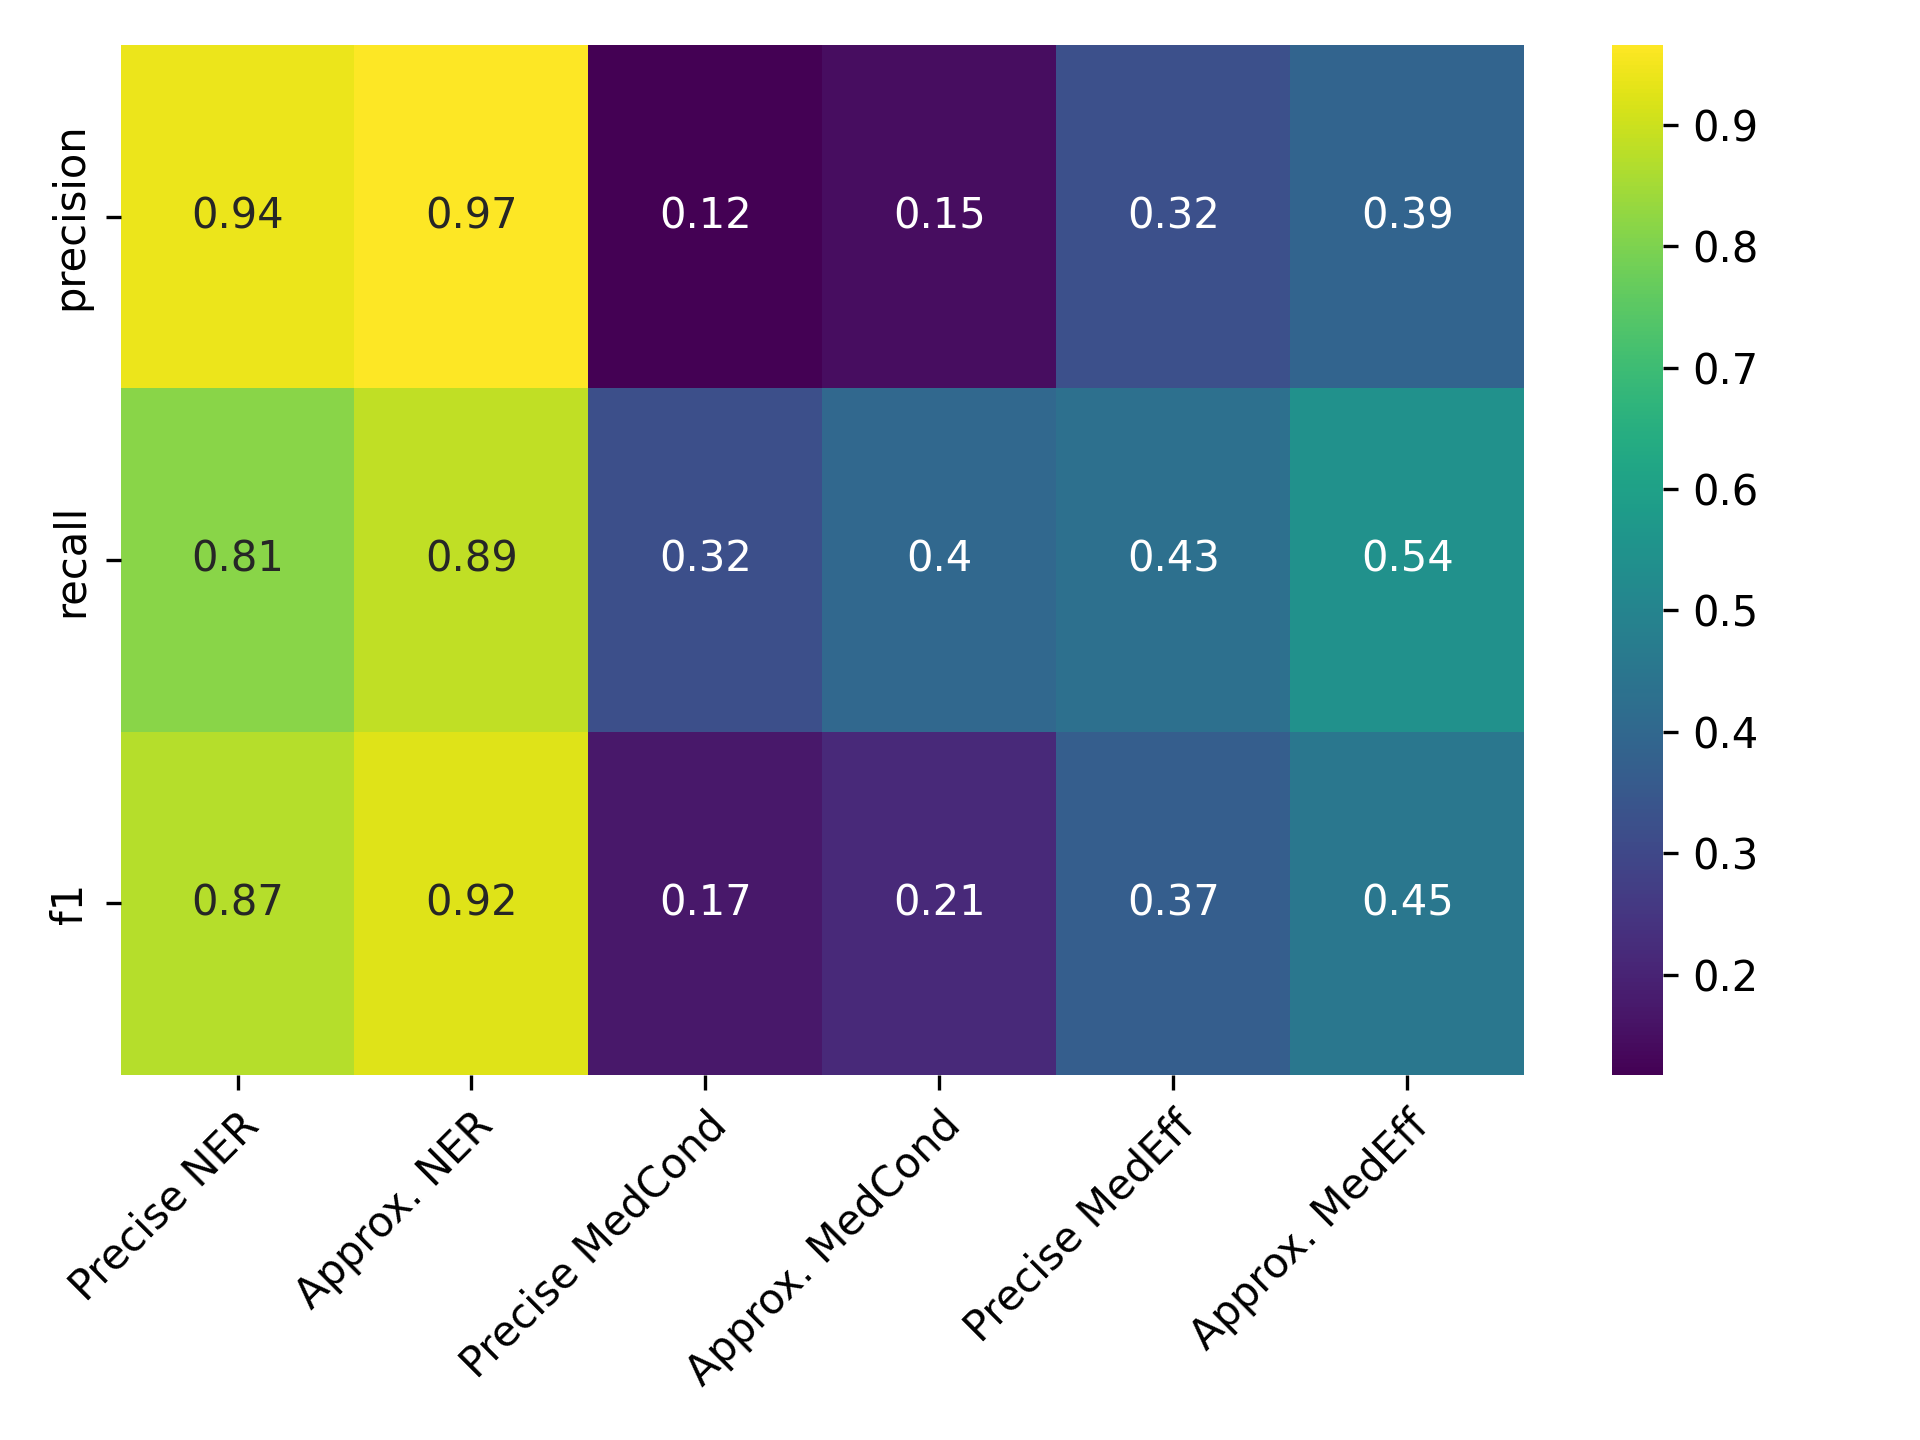 precision
0.94 0.97 0.12 0.15 0.32 0.39
recall
0.81 0.89 0.32 0.4 0.43 0.54
f1
0.87 0.92 0.17 0.21 0.37 0.45
Precise NER
Approx. NER
Precise MedCond
Approx. MedCond
Precise MedEff
Approx. MedEff
0.9
0.8
0.7
0.6
0.5
0.4
0.3
0.2